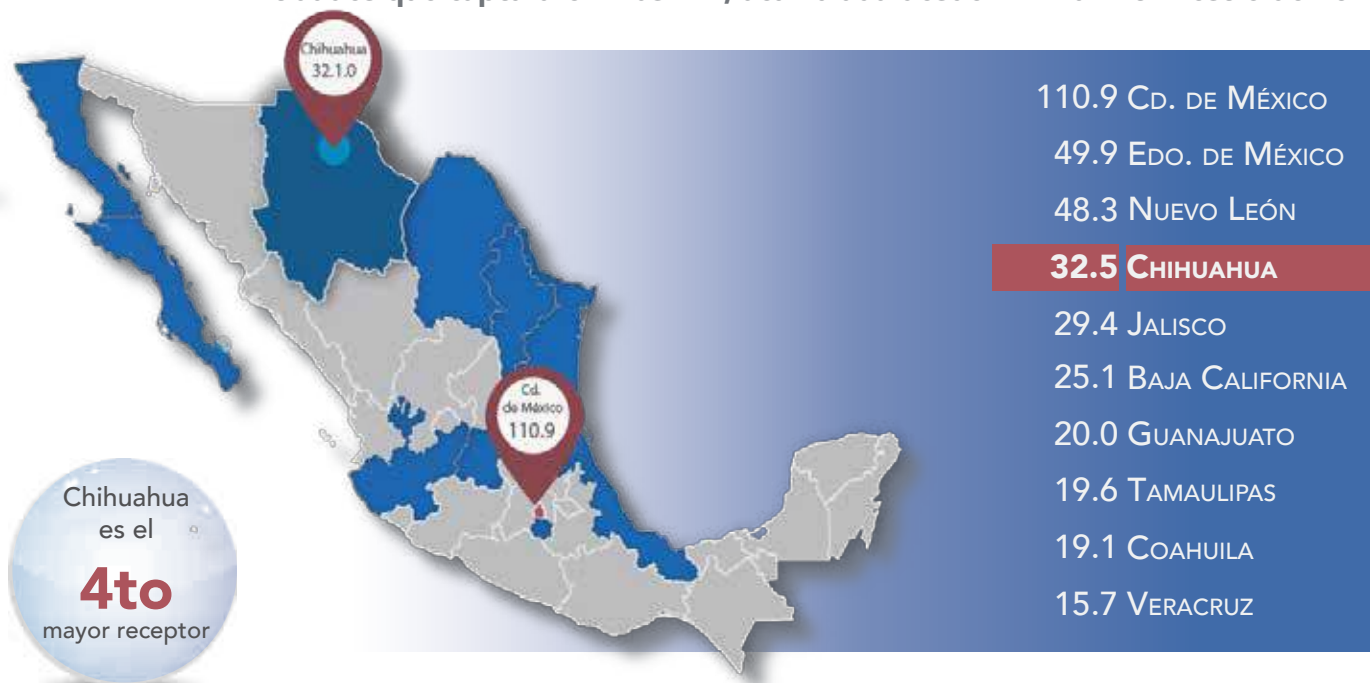 Chihuahua
32.1.0
Cd.
de México
110.9
Chihuahua
es el
4to
mayor receptor
110.9 Cd. de México
49.9 Edo. de México
48.3 Nuevo León
32.5 Chihuahua
29.4 Jalisco
25.1 Baja California
20.0 Guanajuato
19.6 Tamaulipas
19.1 Coahuila
15.7 Veracruz